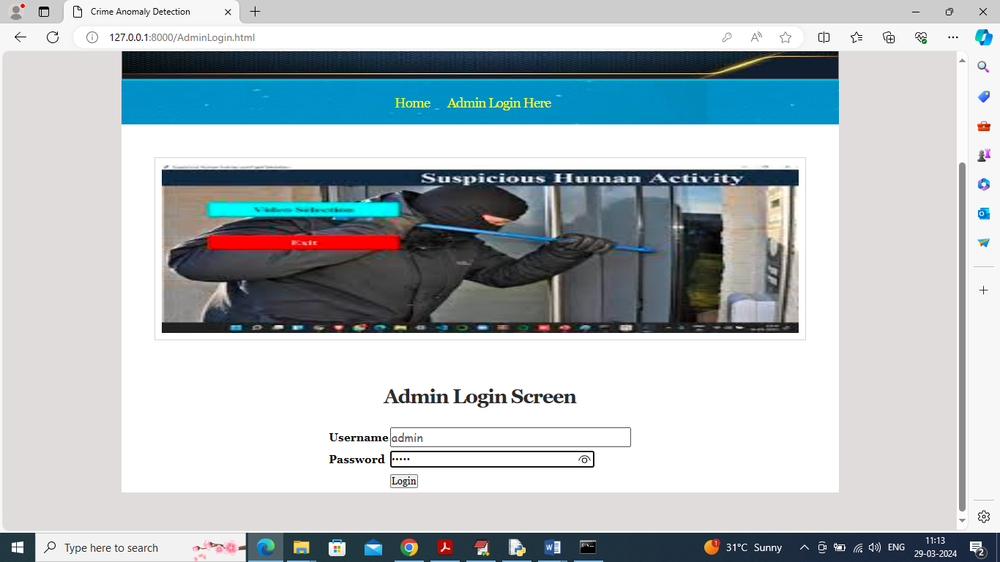 Crime Anomaly Detection
127.0.0.1:8000/AdminLogin.html
Home Admin Login Here
Suspicious Human Activity
Video Selection
Exit
Admin Login Screen
Username admin
Password •••••
Login
Type here to search
1
31°C Sunny
ENG
11:13
29-03-2024
2